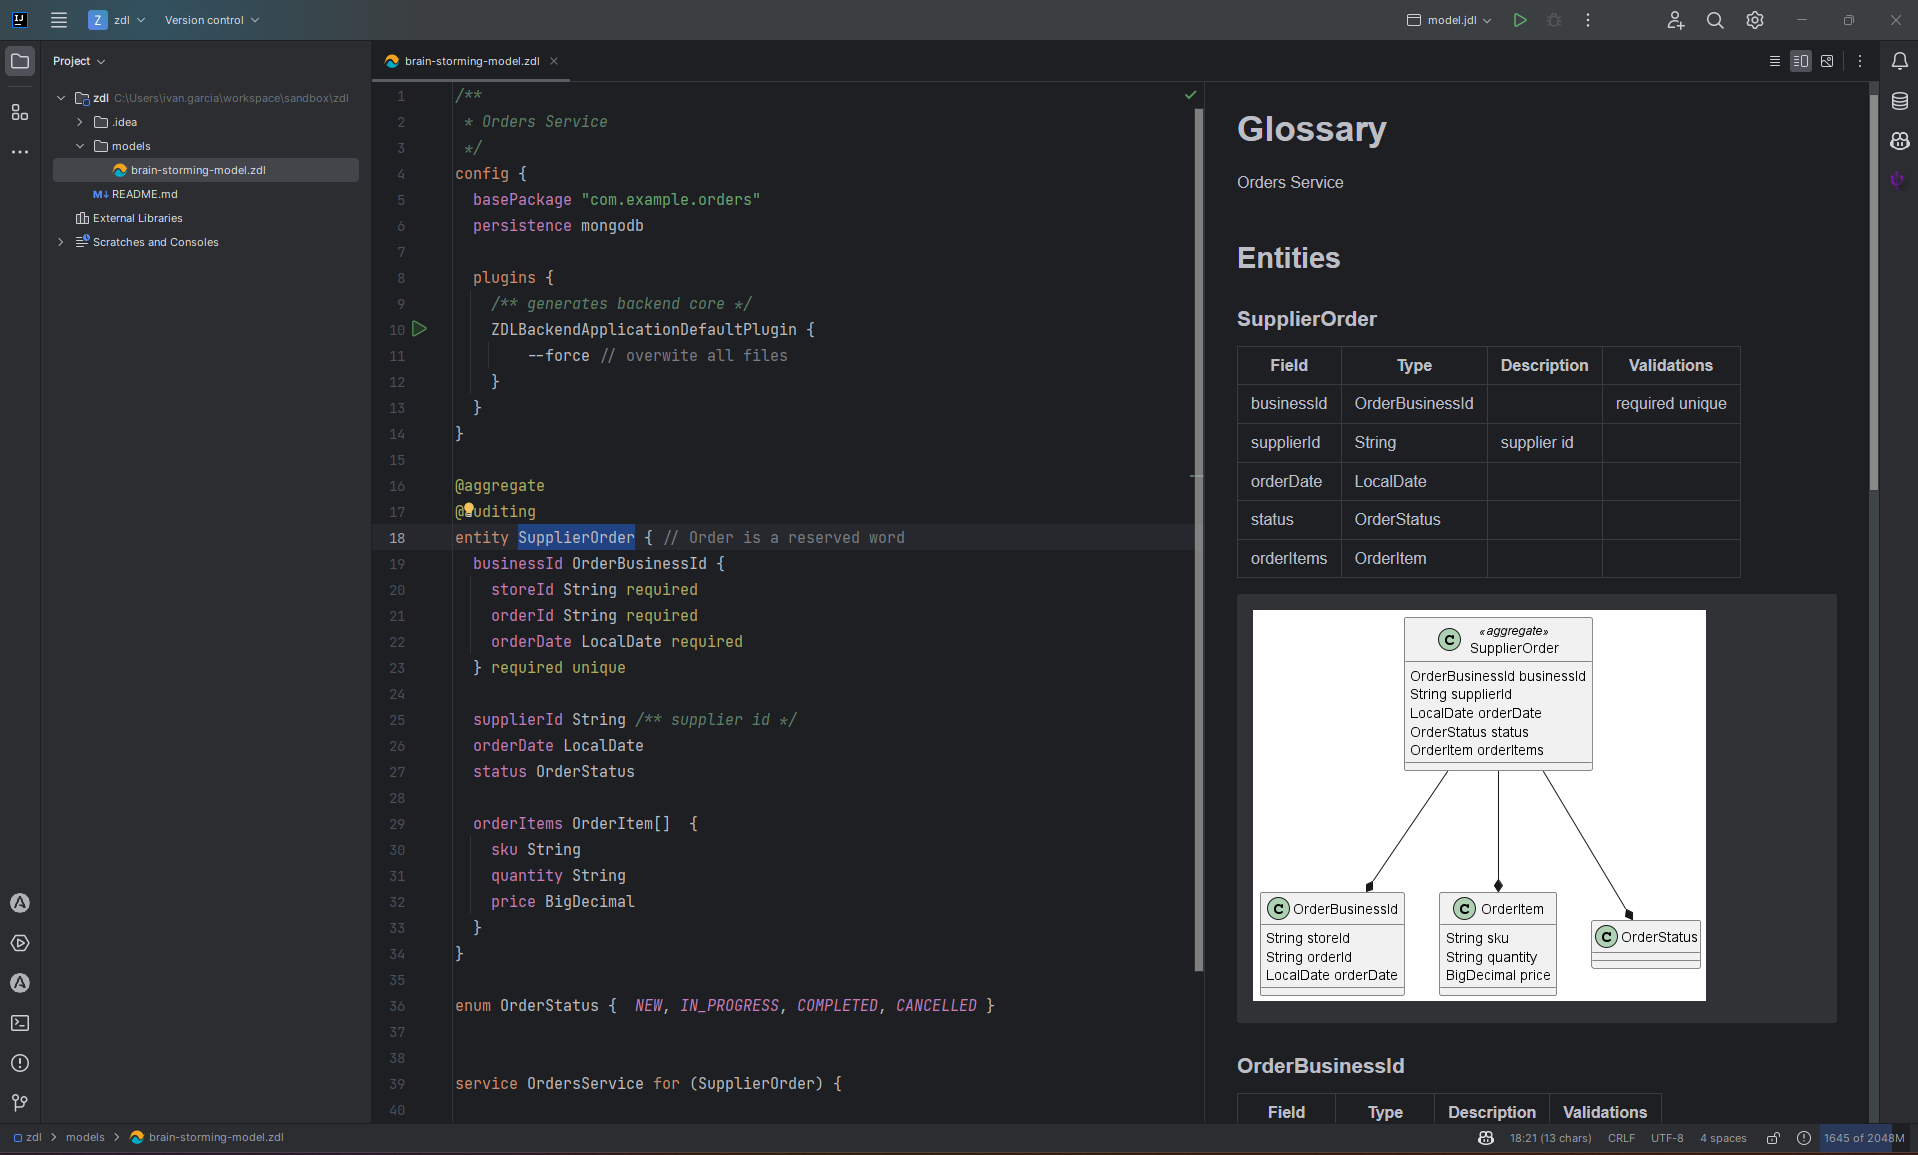 zdl
Version control
model.jdl
Project
brain-storming-model.zdl
zdl C:\Users\ivan.garcia\workspace\sandbox\zdl
.idea
models
brain-storming-model.zdl
README.md
External Libraries
Scratches and Consoles
1 /**
2 * Orders Service
3 */
4 config {
5 basePackage "com.example.orders"
6 persistence mongodb
7
8 plugins {
9 /** generates backend core */
10 ZDLBackendApplicationDefaultPlugin {
11 --force // overwite all files
12 }
13 }
14 }
15
16 @aggregate
17 @auditing
18 entity SupplierOrder { // Order is a reserved word
19 businessId OrderBusinessId {
20 storeId String required
21 orderId String required
22 orderDate LocalDate required
23 } required unique
24
25 supplierId String /** supplier id */
26 orderDate LocalDate
27 status OrderStatus
28
29 orderItems OrderItem[] {
30 sku String
31 quantity String
32 price BigDecimal
33 }
34 }
35
36 enum OrderStatus { NEW, IN_PROGRESS, COMPLETED, CANCELLED }
37
38
39 service OrdersService for (SupplierOrder) {
40
Glossary
Orders Service
Entities
SupplierOrder
Field Type Description Validations
businessId OrderBusinessId required unique
supplierId String supplier id
orderDate LocalDate
status OrderStatus
orderItems OrderItem
«aggregate»
C SupplierOrder
OrderBusinessId businessId
String supplierId
LocalDate orderDate
OrderStatus status
OrderItem orderItems
C OrderBusinessId
String storeId
String orderId
LocalDate orderDate
C OrderItem
String sku
String quantity
BigDecimal price
C OrderStatus
OrderBusinessId
Field Type Description Validations
zdl > models > brain-storming-model.zdl
18:21 (13 chars) CRLF UTF-8 4 spaces 1645 of 2048M